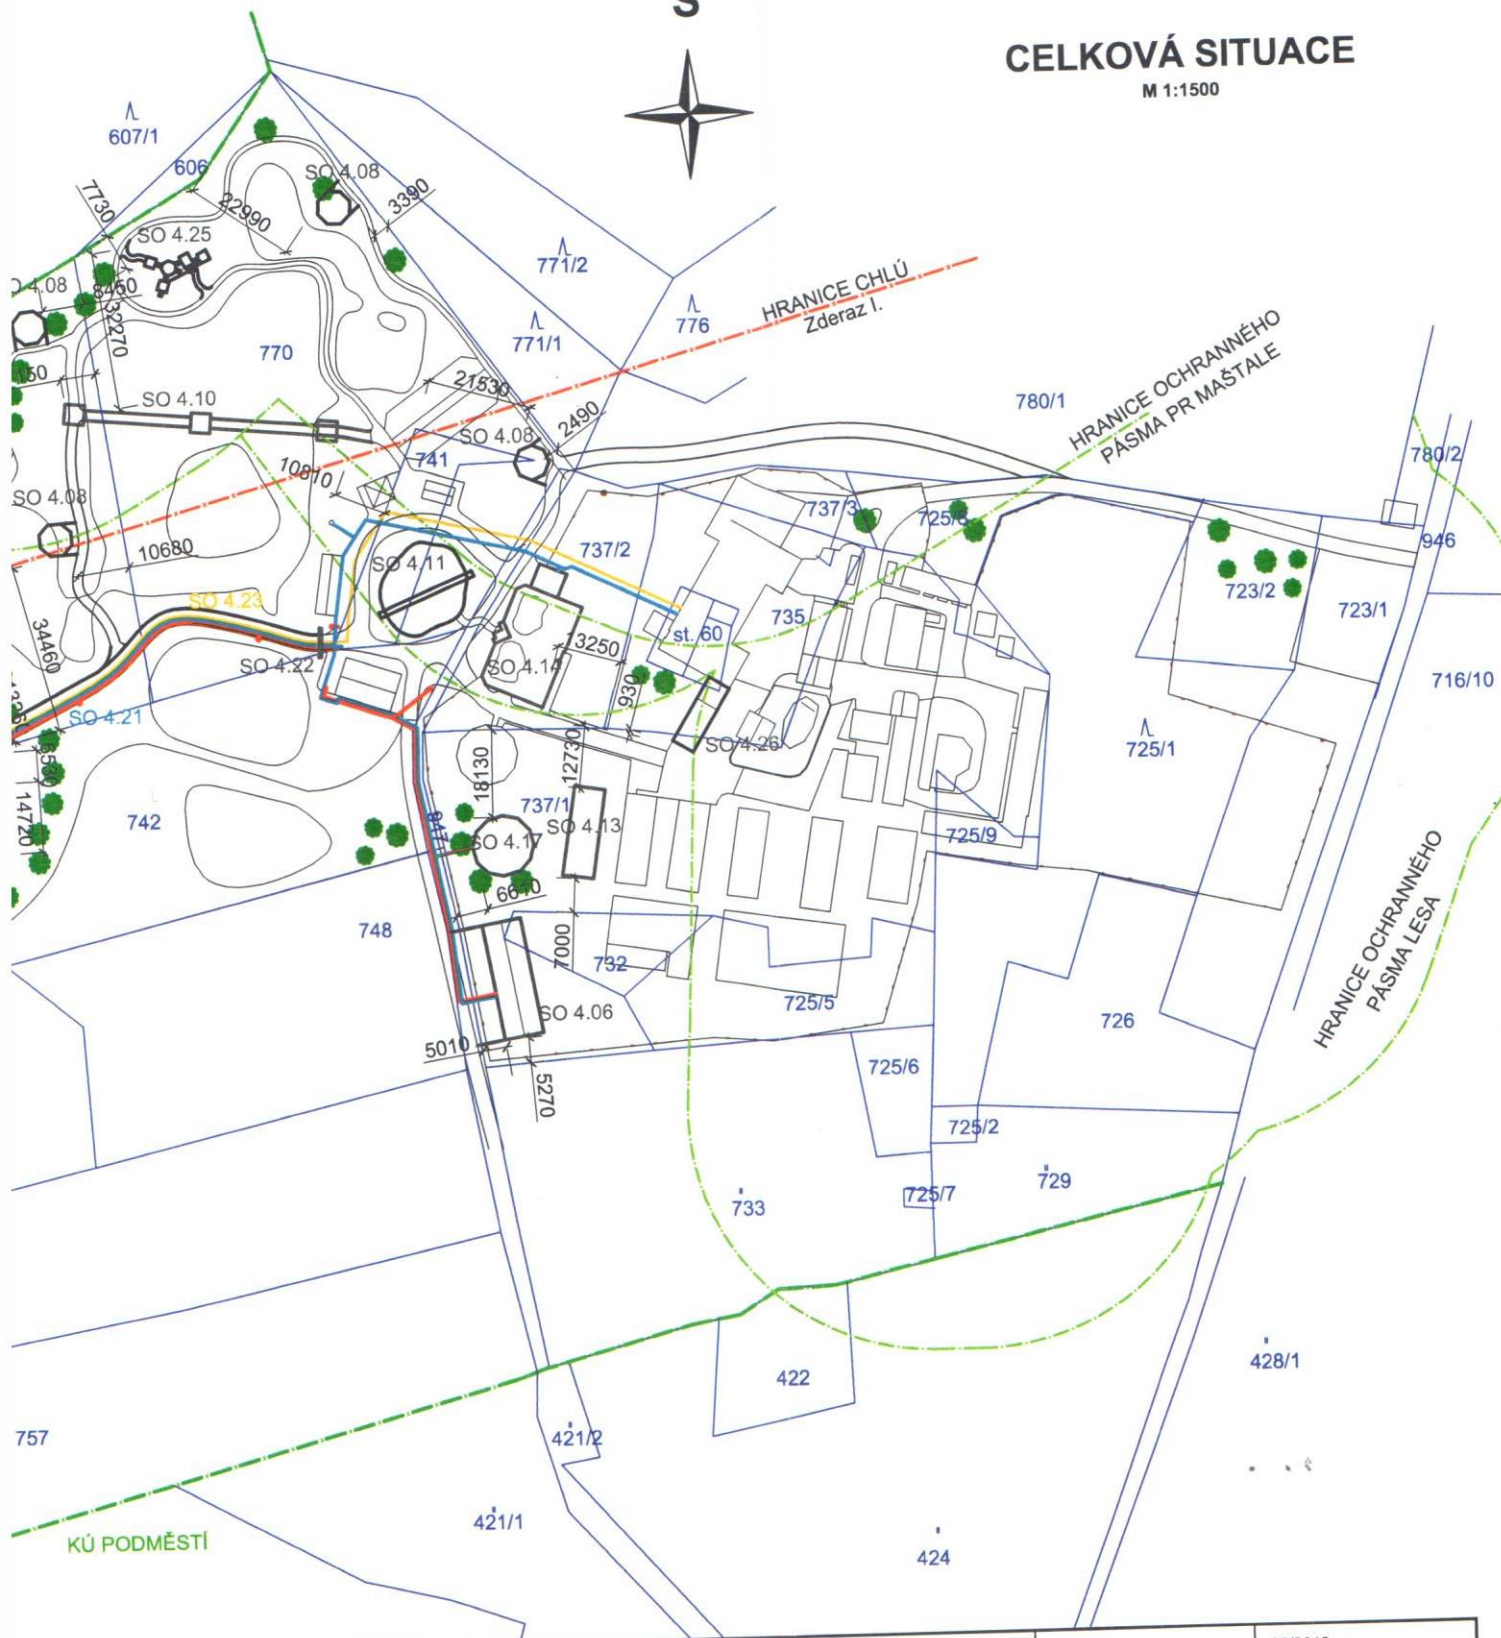 S
CELKOVÁ SITUACE
M 1:1500
607/1
606
SO 4.08
7730
22990
3390
SO 4.25
771/2
HRANICE CHLÚ
Zderaz I.
4.08
8450
32270
776
771/1
HRANICE OCHRANNÉHO
PÁSMA PR MAŠTALE
770
150
21530
SO 4.10
780/1
2490
SO 4.08
741
780/2
10810
SO 4.08
737/3
725/8
10680
737/2
946
SO 4.11
SO 4.23
723/2
723/1
735
st. 60
34460
SO 4.22
SO 4.14
13250
930
716/10
SO 4.21
SO 4.26
725/1
18130
12730
14720
742
737/1
SO 4.13
947
SO 4.17
725/9
6610
748
7000
732
HRANICE OCHRANNÉHO
PÁSMA LESA
725/5
SO 4.06
726
5010
5270
725/6
725/2
729
725/7
733
428/1
422
757
421/2
421/1
KÚ PODMĚSTÍ
424